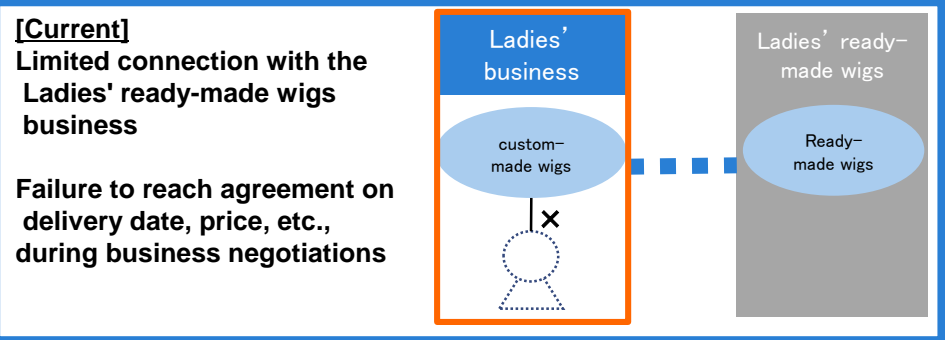 [Current]
Limited connection with the
Ladies' ready-made wigs
business
Failure to reach agreement on
delivery date, price, etc.,
during business negotiations
Ladies’
business
custom-
made wigs
×
Ladies’ ready-
made wigs
Ready-
made wigs